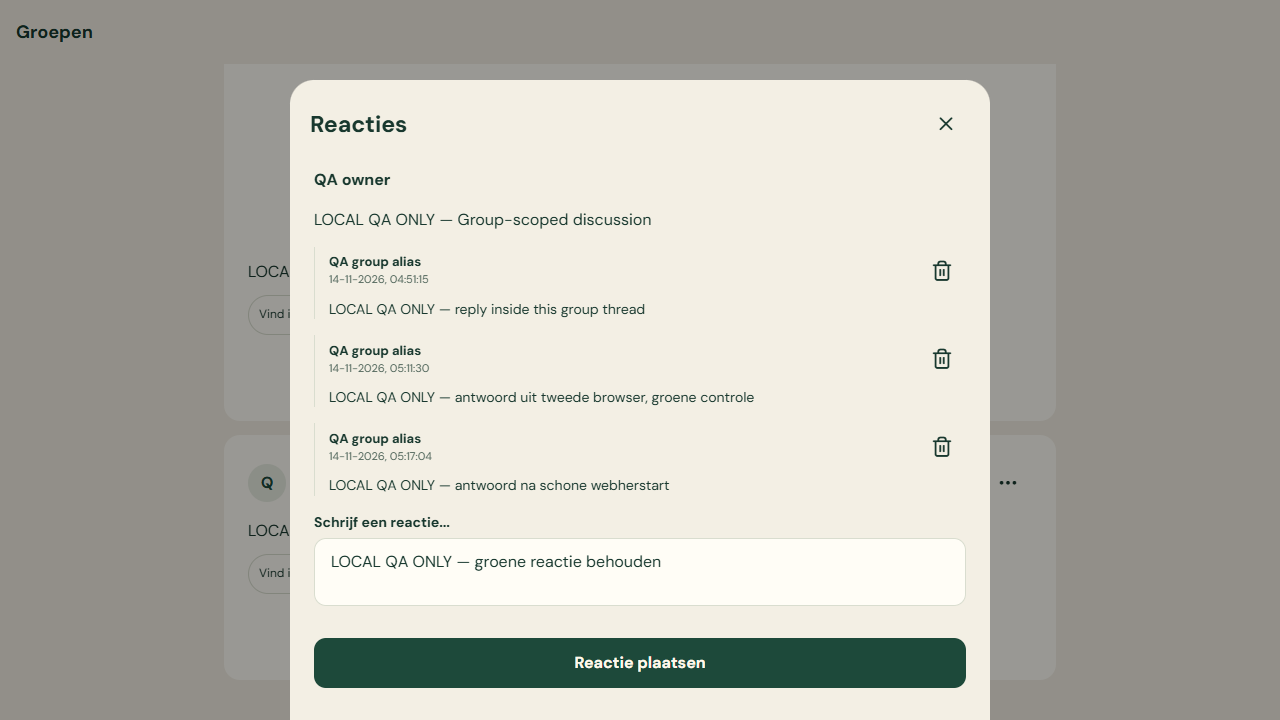 Groepen
Reacties
QA owner
LOCAL QA ONLY — Group-scoped discussion
QA group alias
14-11-2026, 04:51:15
LOCAL QA ONLY — reply inside this group thread
QA group alias
14-11-2026, 05:11:30
LOCAL QA ONLY — antwoord uit tweede browser, groene controle
QA group alias
14-11-2026, 05:17:04
LOCAL QA ONLY — antwoord na schone webherstart
Schrijf een reactie...
LOCAL QA ONLY — groene reactie behouden
Reactie plaatsen
LOCA
Vind i
Q
LOCA
Vind i